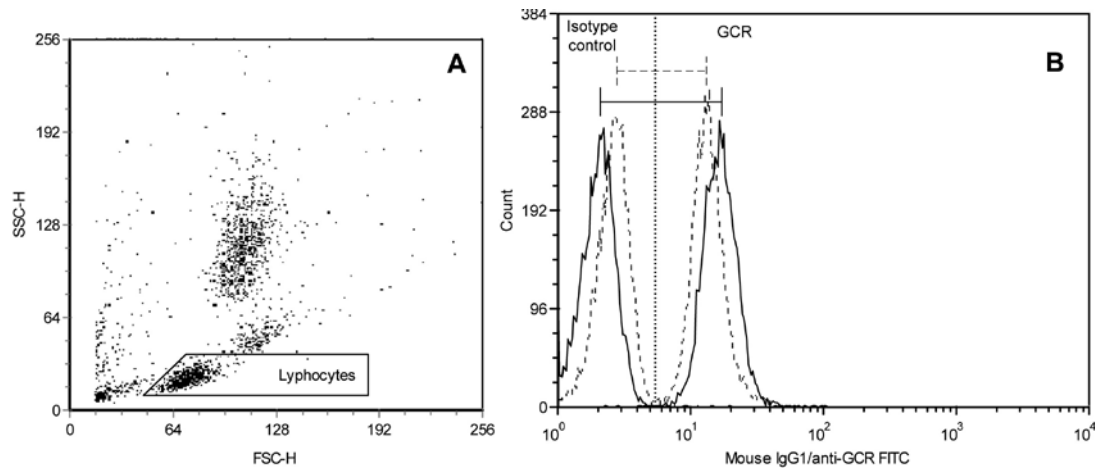 A
256
192
128
64
0
SSC-H
Lyphocytes
0 64 128 192 256
FSC-H
B
384
288
192
96
0
Count
Isotype
control
GCR
10^0 10^1 10^2 10^3 10^4
Mouse IgG1/anti-GCR FITC